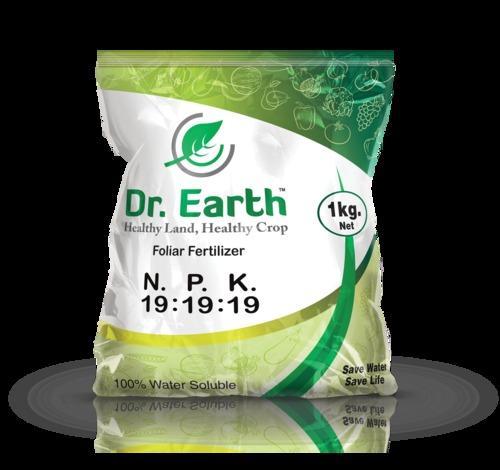 Dr. Earth™
Healthy Land, Healthy Crop
Foliar Fertilizer
N. P. K.
19:19:19
1kg.
Net
100% Water Soluble
Save Water
Save Life